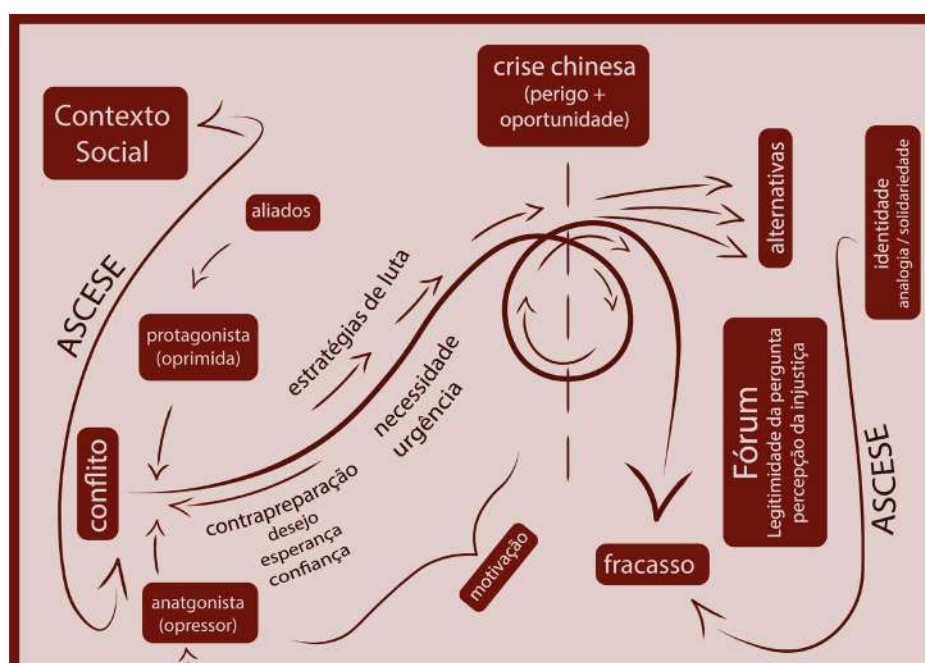 Contexto
Social
ASCESE
aliados
protagonista
(oprimida)
conflito
anatgonista
(opressor)
estratégias de luta
necessidade
urgência
contrapreparação
desejo
esperança
confiança
motivação
crise chinesa
(perigo +
oportunidade)
alternativas
identidade
analogia / solidariedade
Fórum
Legitimidade da pergunta
percepção da injustiça
fracasso
ASCESE